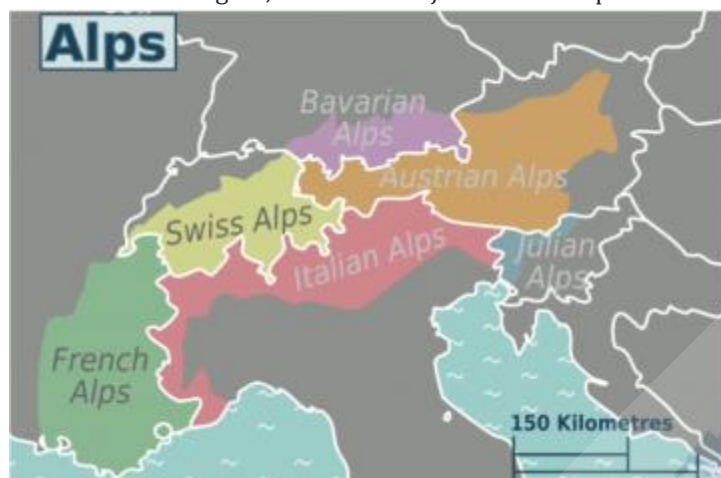 Alps
Bavarian
Alps
Austrian Alps
Swiss Alps
Italian Alps
Julian
Alps
French
Alps
150 Kilometres